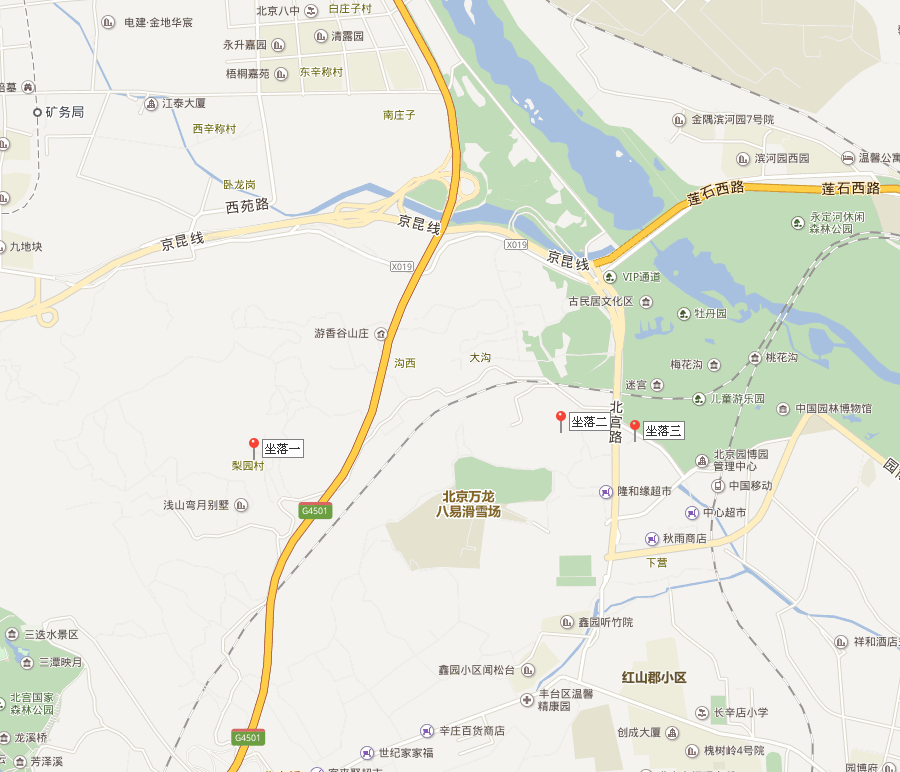 北京八中
白庄子村
电建·金地华宸
永升嘉园
清露园
梧桐嘉苑
东辛称村
矿务局
江泰大厦
南庄子
西辛称村
金隅滨河园7号院
滨河园西园
温馨公寓
卧龙岗
西苑路
莲石西路
莲石西路
永定河休闲
森林公园
京昆线
京昆线
X019
X019
京昆线
九地块
VIP通道
古民居文化区
牡丹园
游香谷山庄
沟西
大沟
梅花沟
桃花沟
迷宫
儿童游乐园
北宫路
中国园林博物馆
坐落一
坐落二
坐落三
梨园村
北京园博园
管理中心
中国移动
浅山弯月别墅
G4501
北京万龙
八易滑雪场
隆和缘超市
中心超市
秋雨商店
下营
三迭水景区
三潭映月
鑫园听竹院
祥和酒店
鑫园小区闻松台
红山郡小区
北宫国家
森林公园
丰台区温馨
精康园
长辛店小学
龙溪桥
芳泽溪
G4501
辛庄百货商店
世纪家家福
创成大厦
槐树岭4号院
园博府